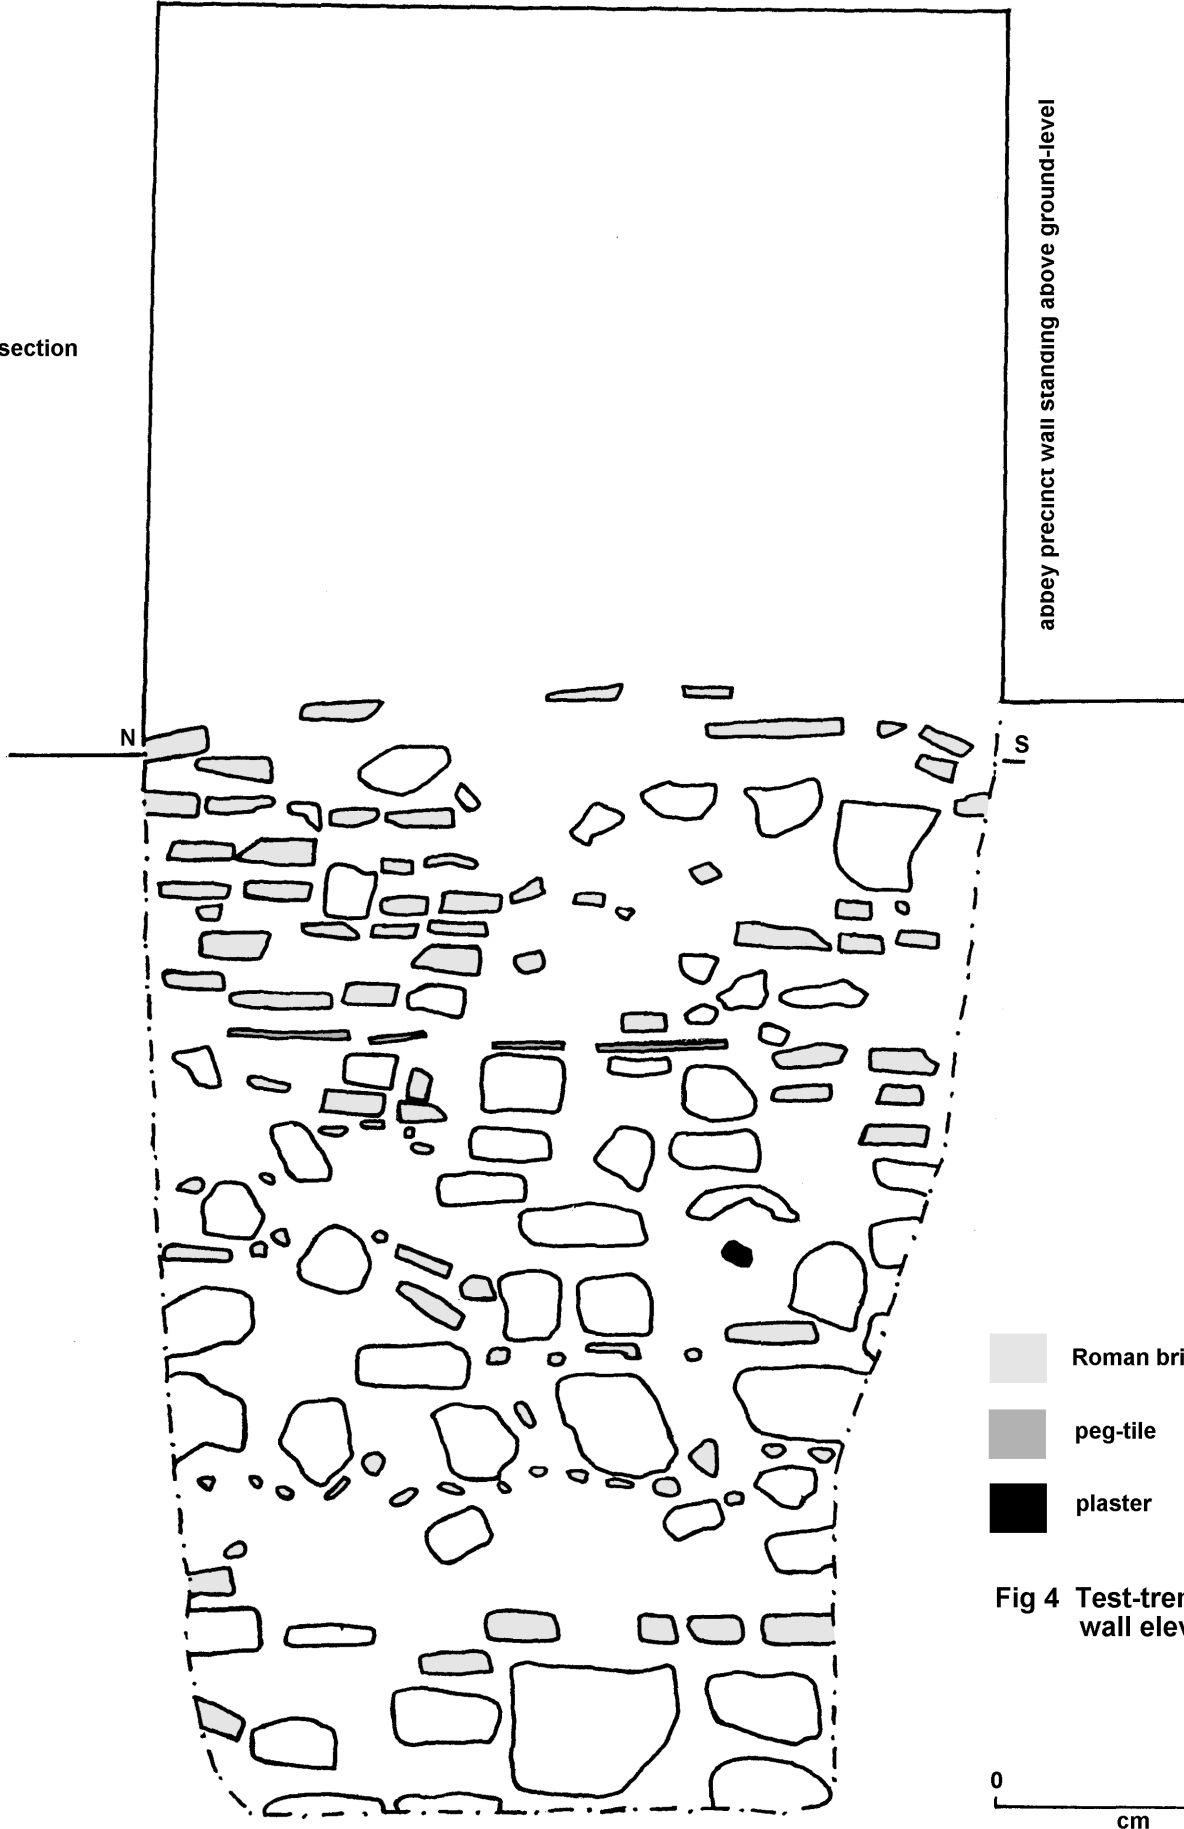 section
abbey precinct wall standing above ground-level
N
S
Roman bri
peg-tile
plaster
Fig 4 Test-tren
wall elev
0
cm